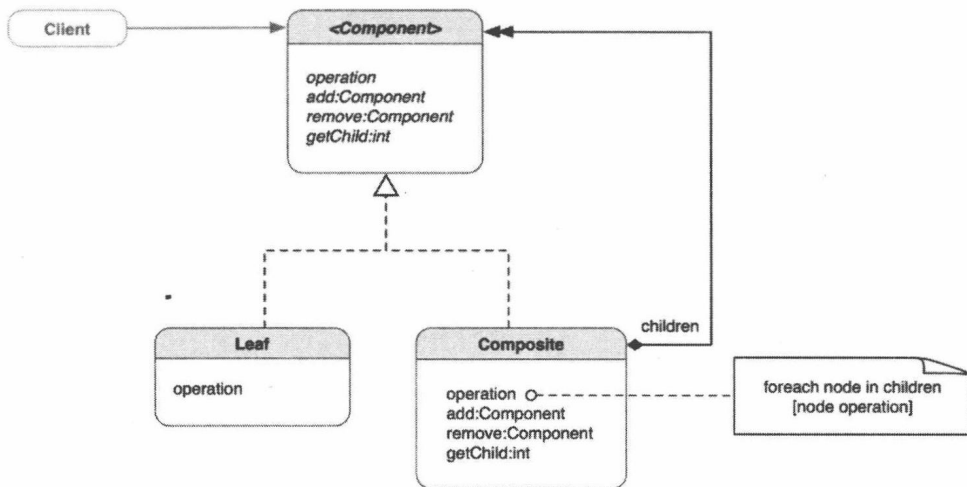 Client
<Component>
operation
add:Component
remove:Component
getChild:int
children
Leaf
operation
Composite
operation
add:Component
remove:Component
getChild:int
foreach node in children
[node operation]